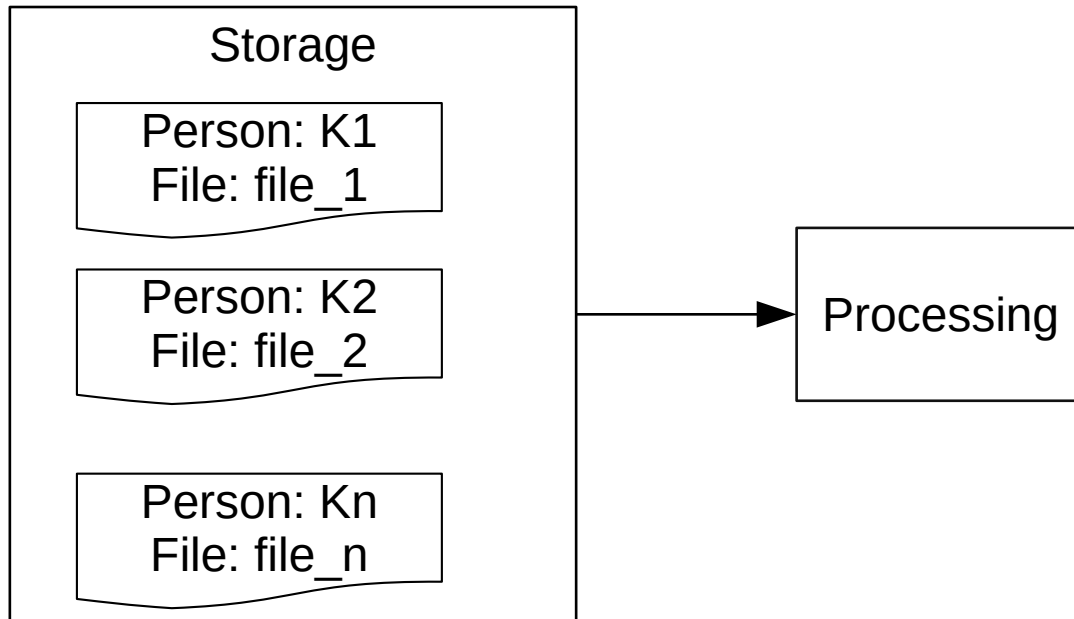 Storage
Person: K1
File: file_1
Person: K2
File: file_2
Person: Kn
File: file_n
Processing